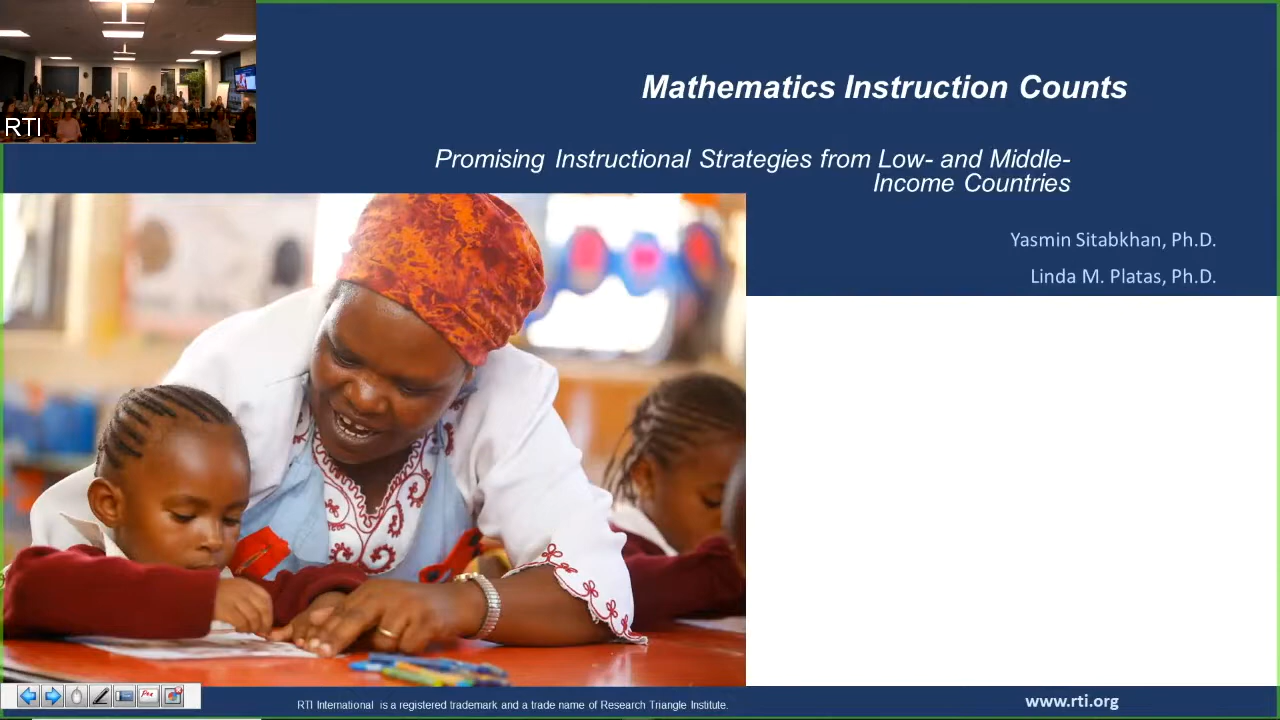 RTI
Mathematics Instruction Counts
Promising Instructional Strategies from Low- and Middle-
Income Countries
Yasmin Sitabkhan, Ph.D.
Linda M. Platas, Ph.D.
RTI International is a registered trademark and a trade name of Research Triangle Institute.
www.rti.org